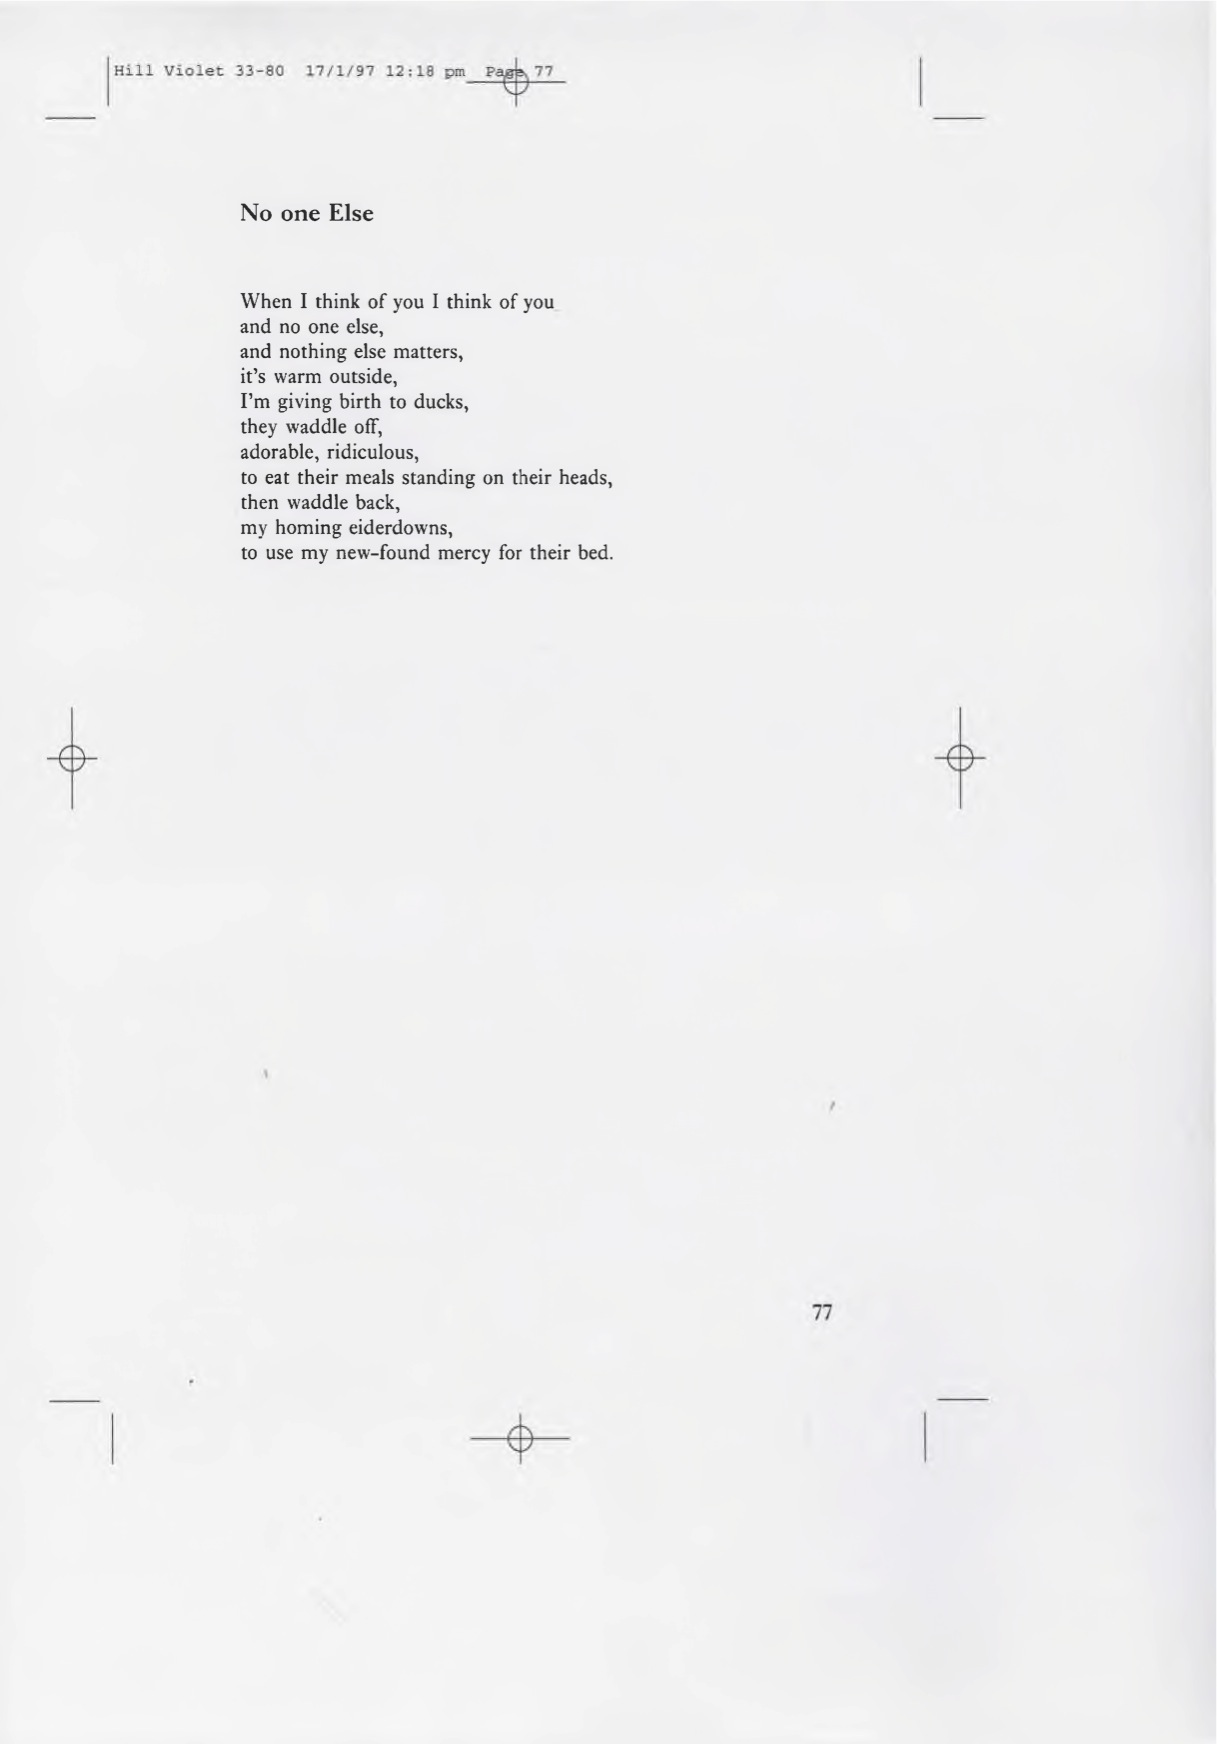 Hill Violet 33-80 17/1/97 12:18 pm Page 77
No one Else
When I think of you I think of you
and no one else,
and nothing else matters,
it's warm outside,
I'm giving birth to ducks,
they waddle off,
adorable, ridiculous,
to eat their meals standing on their heads,
then waddle back,
my homing eiderdowns,
to use my new-found mercy for their bed.
77